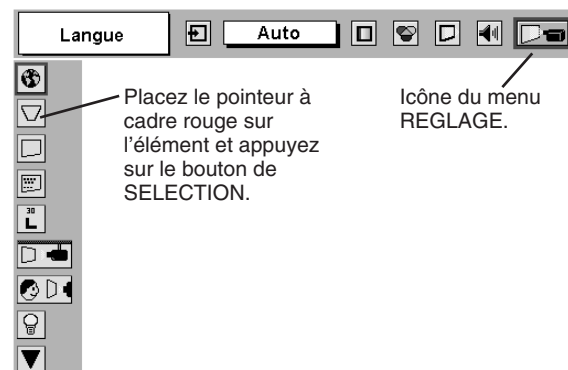 Langue
Auto
Placez le pointeur à
cadre rouge sur
l'élément et appuyez
sur le bouton de
SELECTION.
Icône du menu
REGLAGE.
30
L